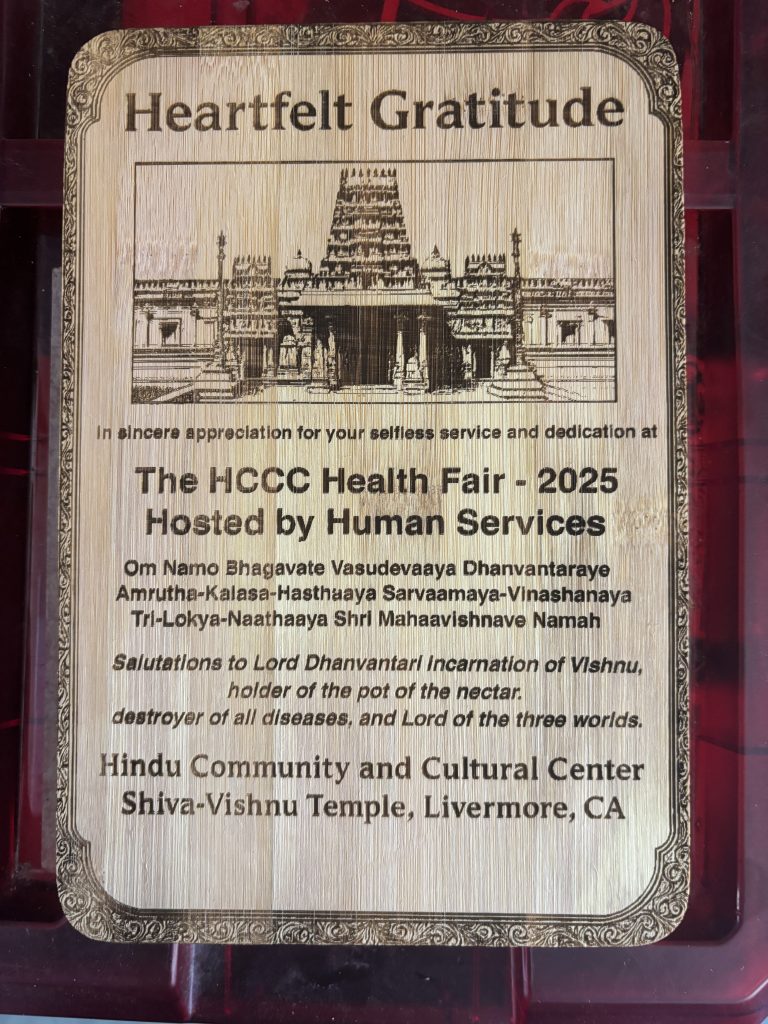 Heartfelt Gratitude
In sincere appreciation for your selfless service and dedication at
The HCCC Health Fair - 2025
Hosted by Human Services
Om Namo Bhagavate Vasudevaaya Dhanvantaraye
Amrutha-Kalasa-Hasthaaya Sarvaamaya-Vinashanaya
Tri-Lokya-Naathaaya Shri Mahaavishnave Namah
Salutations to Lord Dhanvantari incarnation of Vishnu,
holder of the pot of the nectar.
destroyer of all diseases, and Lord of the three worlds.
Hindu Community and Cultural Center
Shiva-Vishnu Temple, Livermore, CA